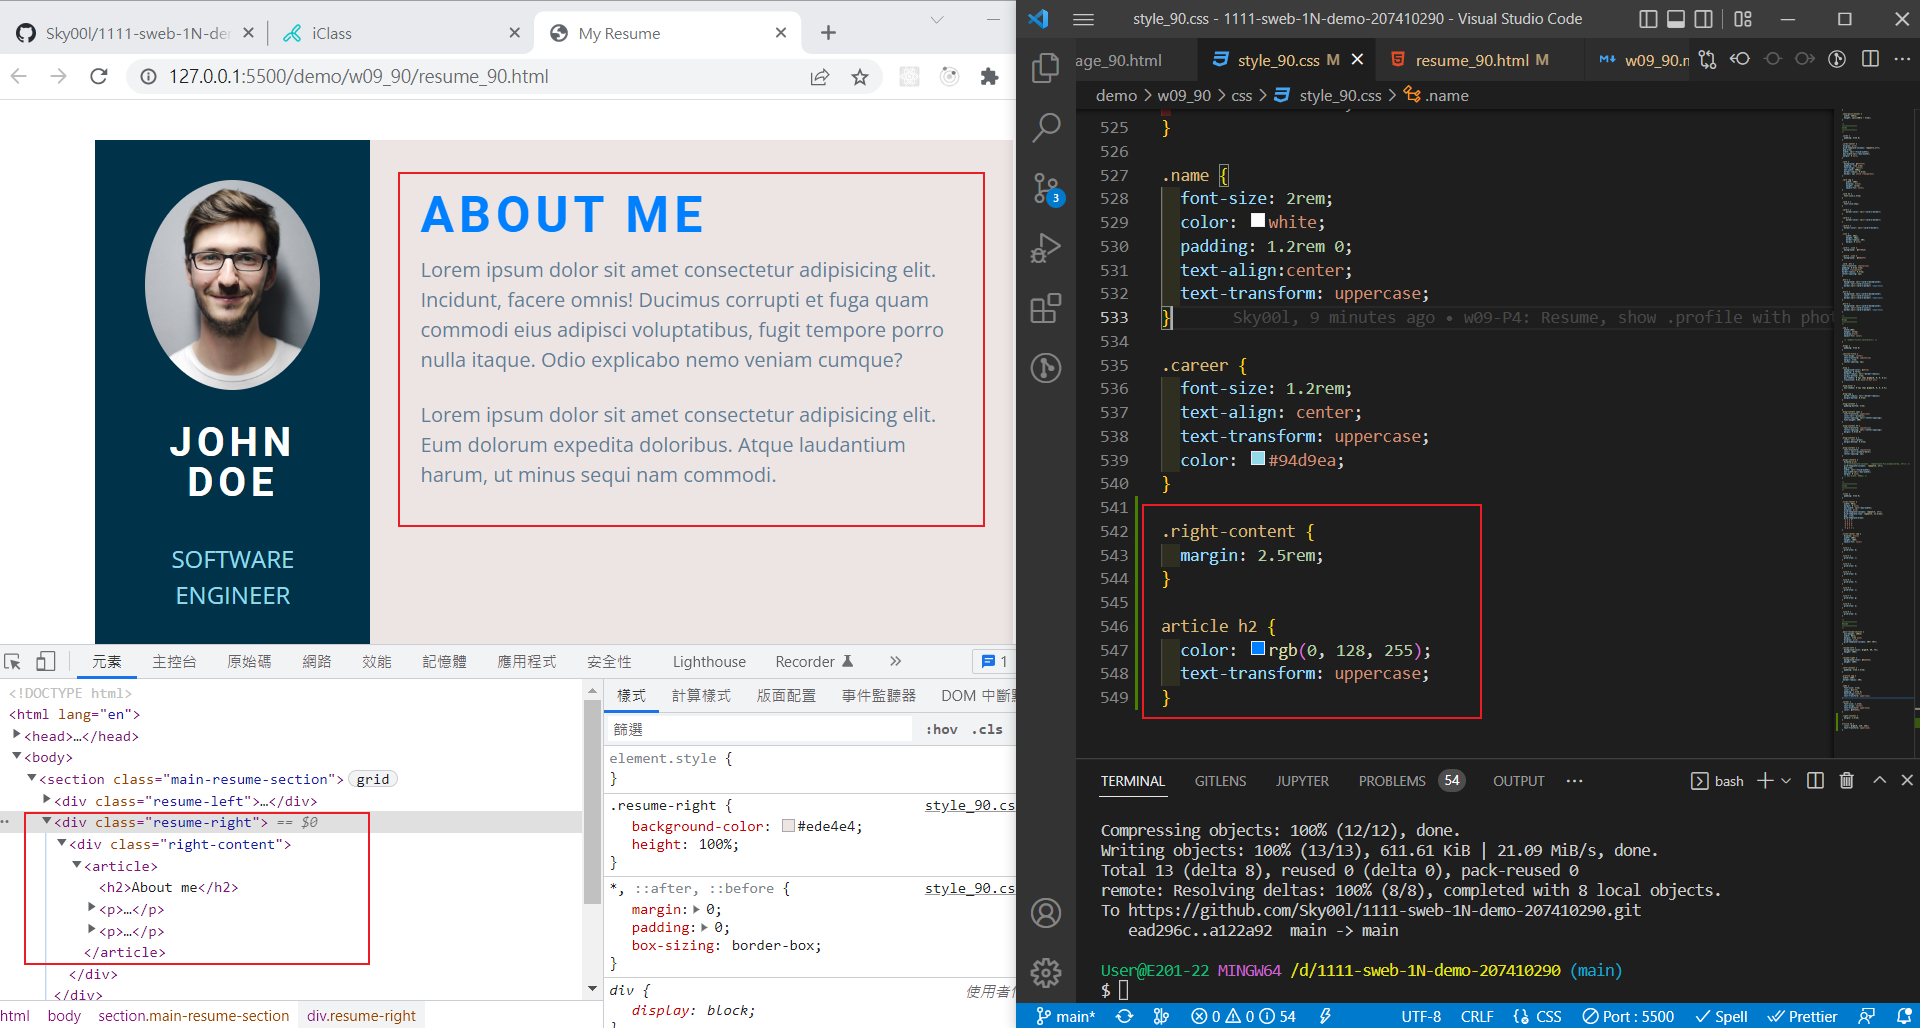 Sky00l/1111-sweb-1N-de
iClass
My Resume
127.0.0.1:5500/demo/w09_90/resume_90.html
JOHN
DOE
SOFTWARE
ENGINEER
ABOUT ME
Lorem ipsum dolor sit amet consectetur adipisicing elit.
Incidunt, facere omnis! Ducimus corrupti et fuga quam
commodi eius adipisci voluptatibus, fugit tempore porro
nulla itaque. Odio explicabo nemo veniam cumque?
Lorem ipsum dolor sit amet consectetur adipisicing elit.
Eum dolorum expedita doloribus. Atque laudantium
harum, ut minus sequi nam commodi.
元素 主控台 原始碼 網路 效能 記憶體 應用程式 安全性 Lighthouse Recorder 1
<!DOCTYPE html>
<html lang="en">
<head>…</head>
<body>
<section class="main-resume-section"> grid
<div class="resume-left">…</div>
<div class="resume-right"> == $0
<div class="right-content">
<article>
<h2>About me</h2>
<p>…</p>
<p>…</p>
</article>
</div>
</div>
html body section.main-resume-section div.resume-right
樣式 計算樣式 版面配置 事件監聽器 DOM 中斷點
篩選 :hov .cls
element.style {
}
.resume-right { style_90.cs
background-color: #ede4e4;
height: 100%;
}
*, ::after, ::before { style_90.cs
margin: 0;
padding: 0;
box-sizing: border-box;
}
div { 使用者
display: block;
style_90.css - 1111-sweb-1N-demo-207410290 - Visual Studio Code
age_90.html style_90.css M resume_90.html M w09_90.m
demo > w09_90 > css > style_90.css > .name
3
525 }
526
527 .name {
528 font-size: 2rem;
529 color: white;
530 padding: 1.2rem 0;
531 text-align:center;
532 text-transform: uppercase;
533 } Sky00l, 9 minutes ago • w09-P4: Resume, show .profile with phot
534
535 .career {
536 font-size: 1.2rem;
537 text-align: center;
538 text-transform: uppercase;
539 color: #94d9ea;
540 }
541
542 .right-content {
543 margin: 2.5rem;
544 }
545
546 article h2 {
547 color: rgb(0, 128, 255);
548 text-transform: uppercase;
549 }
TERMINAL GITLENS JUPYTER PROBLEMS 54 OUTPUT ··· bash
Compressing objects: 100% (12/12), done.
Writing objects: 100% (13/13), 611.61 KiB | 21.09 MiB/s, done.
Total 13 (delta 8), reused 0 (delta 0), pack-reused 0
remote: Resolving deltas: 100% (8/8), completed with 8 local objects.
To https://github.com/Sky00l/1111-sweb-1N-demo-207410290.git
ead296c..a122a92 main -> main
User@E201-22 MINGW64 /d/1111-sweb-1N-demo-207410290 (main)
$
main* 0 0 54 UTF-8 CRLF CSS Port : 5500 Spell Prettier